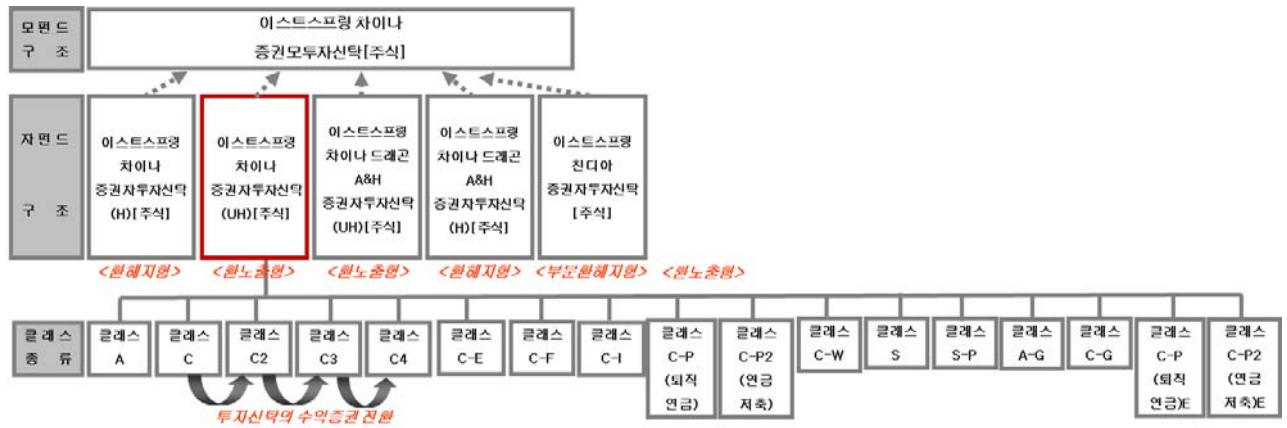 모펀드
구 조
이스트스프링 차이나
증권모투자신탁[주식]
자펀드
구 조
이스트스프링
차이나
증권자투자신탁
(H)[주식]
이스트스프링
차이나
증권자투자신탁
(UH)[주식]
이스트스프링
차이나 드래곤
A&H
증권자투자신탁
(UH)[주식]
이스트스프링
차이나 드래곤
A&H
증권자투자신탁
(H)[주식]
이스트스프링
친디아
증권자투자신탁
[주식]
<환헤지형>
<환노출형>
<환노출형>
<환헤지형>
<부분환헤지형>
<환노출형>
클래스
종 류
클래스
A
클래스
C
클래스
C2
클래스
C3
클래스
C4
클래스
C-E
클래스
C-F
클래스
C-I
클래스
C-P
(퇴직
연금)
클래스
C-P2
(연금
저축)
클래스
C-W
클래스
S
클래스
S-P
클래스
A-G
클래스
C-G
클래스
C-P
(퇴직
연금)E
클래스
C-P2
(연금
저축)E
투자신탁의 수익증권 전환